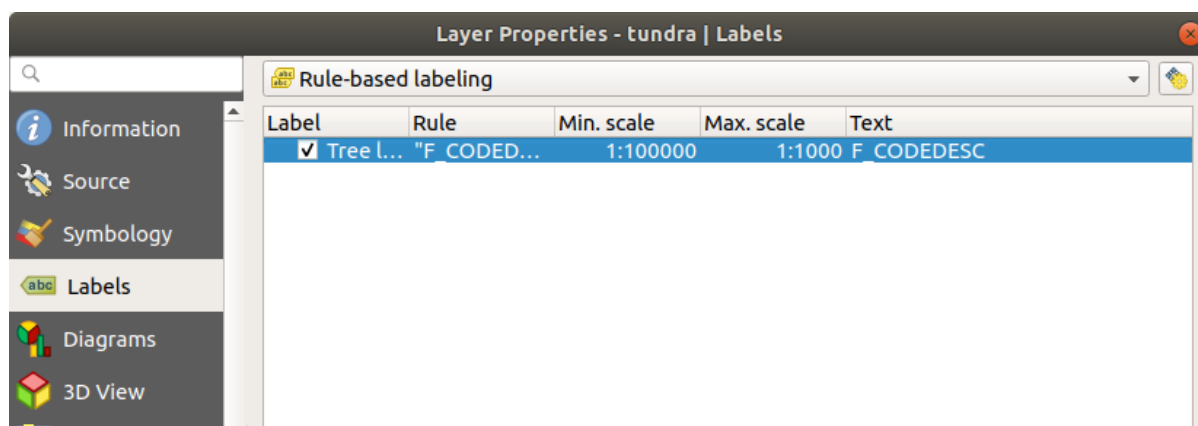 Layer Properties - tundra | Labels
Rule-based labeling
Information
Source
Symbology
abc Labels
Diagrams
3D View
Label Rule Min. scale Max. scale Text
Tree l... "F_CODED... 1:100000 1:1000 F_CODEDESC